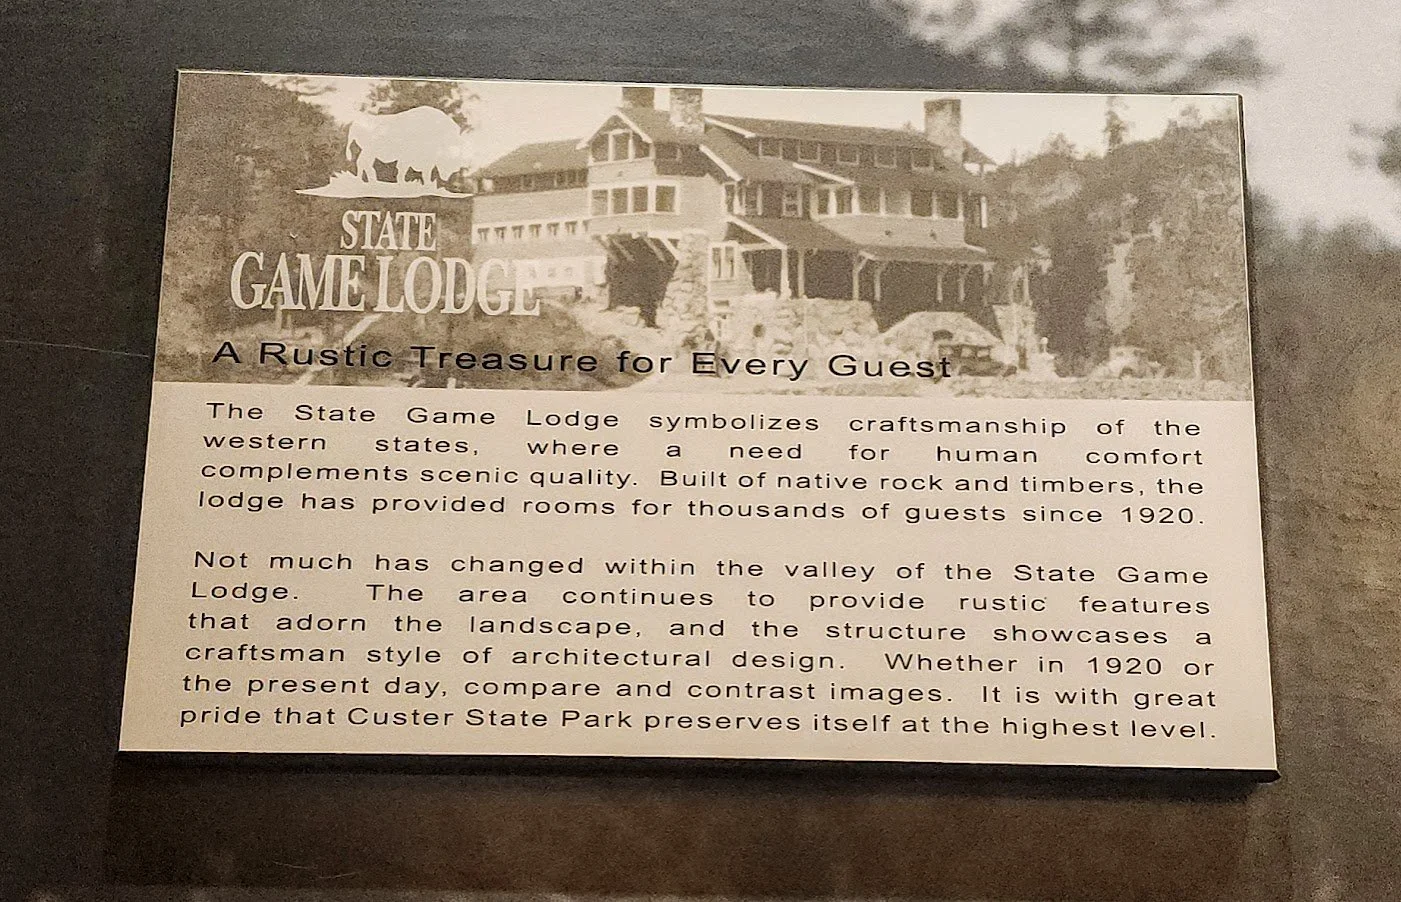 STATE
GAME LODGE
A Rustic Treasure for Every Guest
The State Game Lodge symbolizes craftsmanship of the
western states, where a need for human comfort
complements scenic quality. Built of native rock and timbers, the
lodge has provided rooms for thousands of guests since 1920.
Not much has changed within the valley of the State Game
Lodge. The area continues to provide rustic features
that adorn the landscape, and the structure showcases a
craftsman style of architectural design. Whether in 1920 or
the present day, compare and contrast images. It is with great
pride that Custer State Park preserves itself at the highest level.